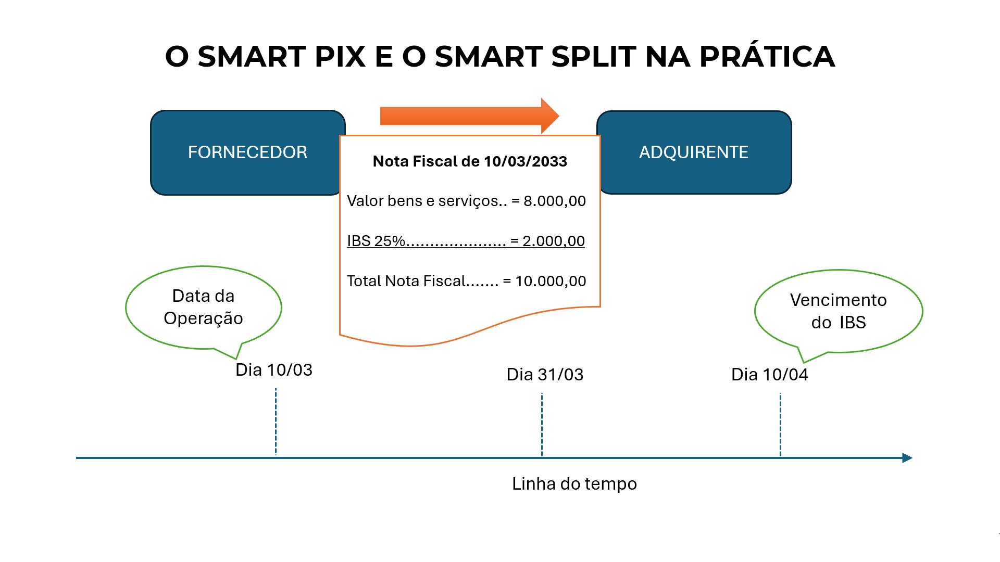 O SMART PIX E O SMART SPLIT NA PRÁTICA
FORNECEDOR
ADQUIRENTE
Nota Fiscal de 10/03/2033
Valor bens e serviços.. = 8.000,00
IBS 25%..................... = 2.000,00
Total Nota Fiscal....... = 10.000,00
Data da
Operação
Vencimento
do  IBS
Dia 10/03
Dia 31/03
Dia 10/04
Linha do tempo